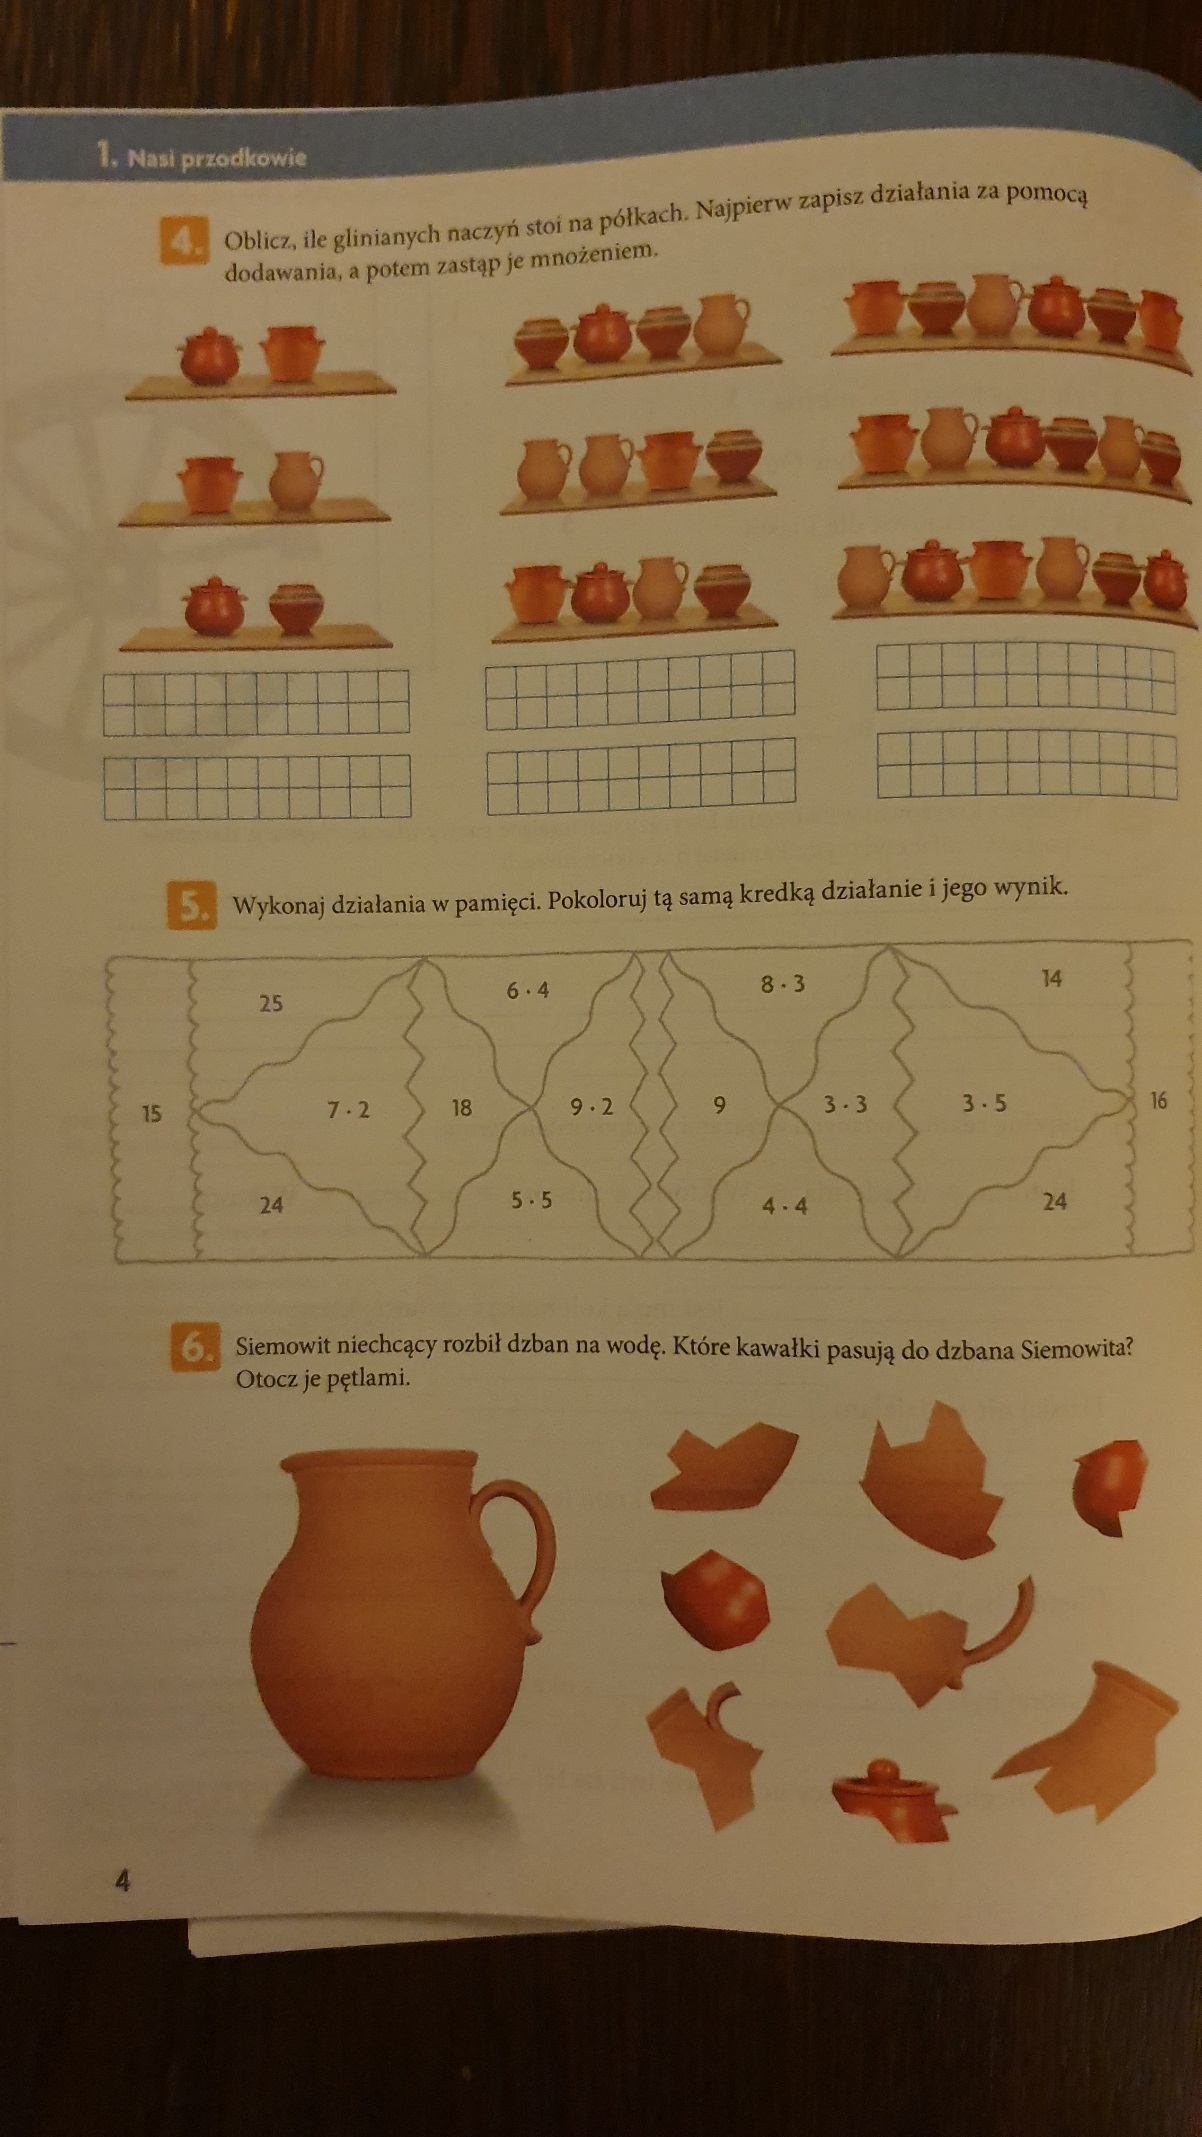 1. Nasi przodkowie
4. Oblicz, ile glinianych naczyń stoi na półkach. Najpierw zapisz działania za pomocą
dodawania, a potem zastąp je mnożeniem.
5. Wykonaj działania w pamięci. Pokoloruj tą samą kredką działanie i jego wynik.
25 6 · 4 8 · 3 14
15 7 · 2 18 9 · 2 9 3 · 3 3 · 5 16
24 5 · 5 4 · 4 24
6. Siemowit niechcący rozbił dzban na wodę. Które kawałki pasują do dzbana Siemowita?
Otocz je pętlami.
4